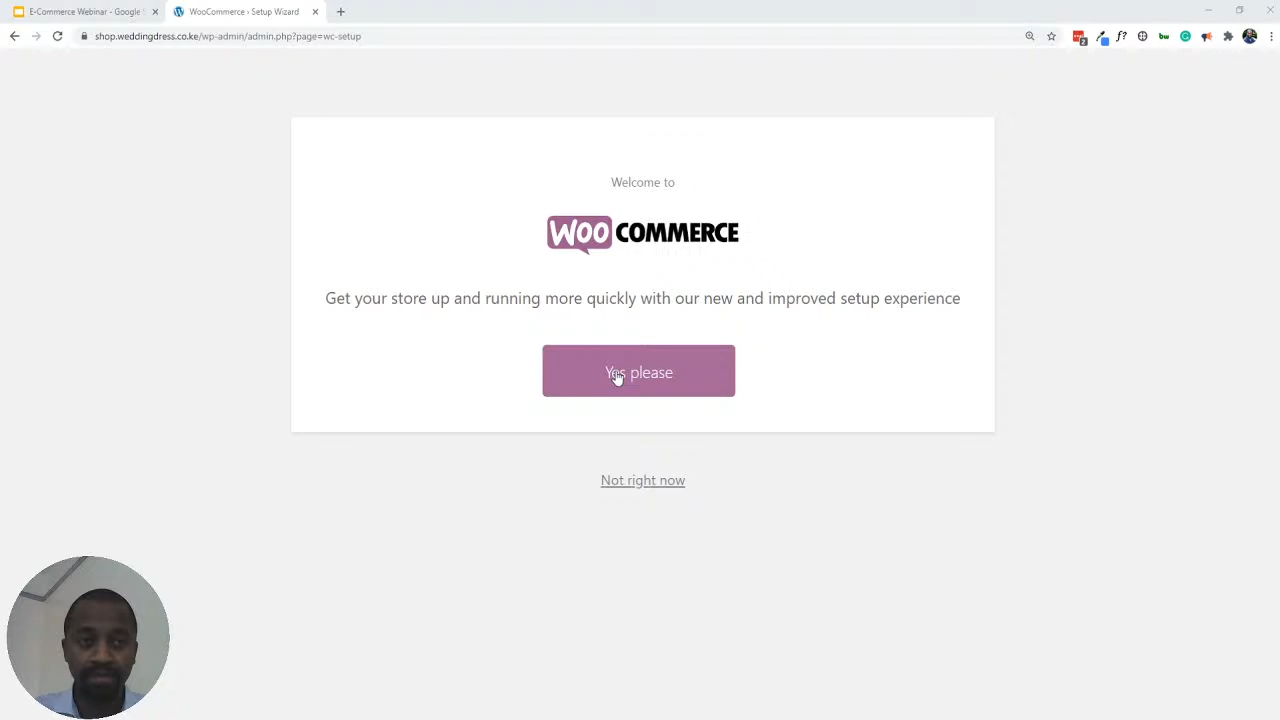 E-Commerce Webinar - Google S
WooCommerce › Setup Wizard
shop.weddingdress.co.ke/wp-admin/admin.php?page=wc-setup
Welcome to
WOO COMMERCE
Get your store up and running more quickly with our new and improved setup experience
Yes please
Not right now